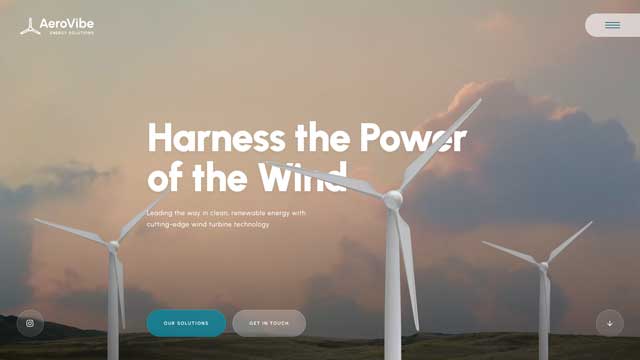 AeroVibe
ENERGY SOLUTIONS
Harness the Power
of the Wind
Leading the way in clean, renewable energy with
cutting-edge wind turbine technology
OUR SOLUTIONS
GET IN TOUCH